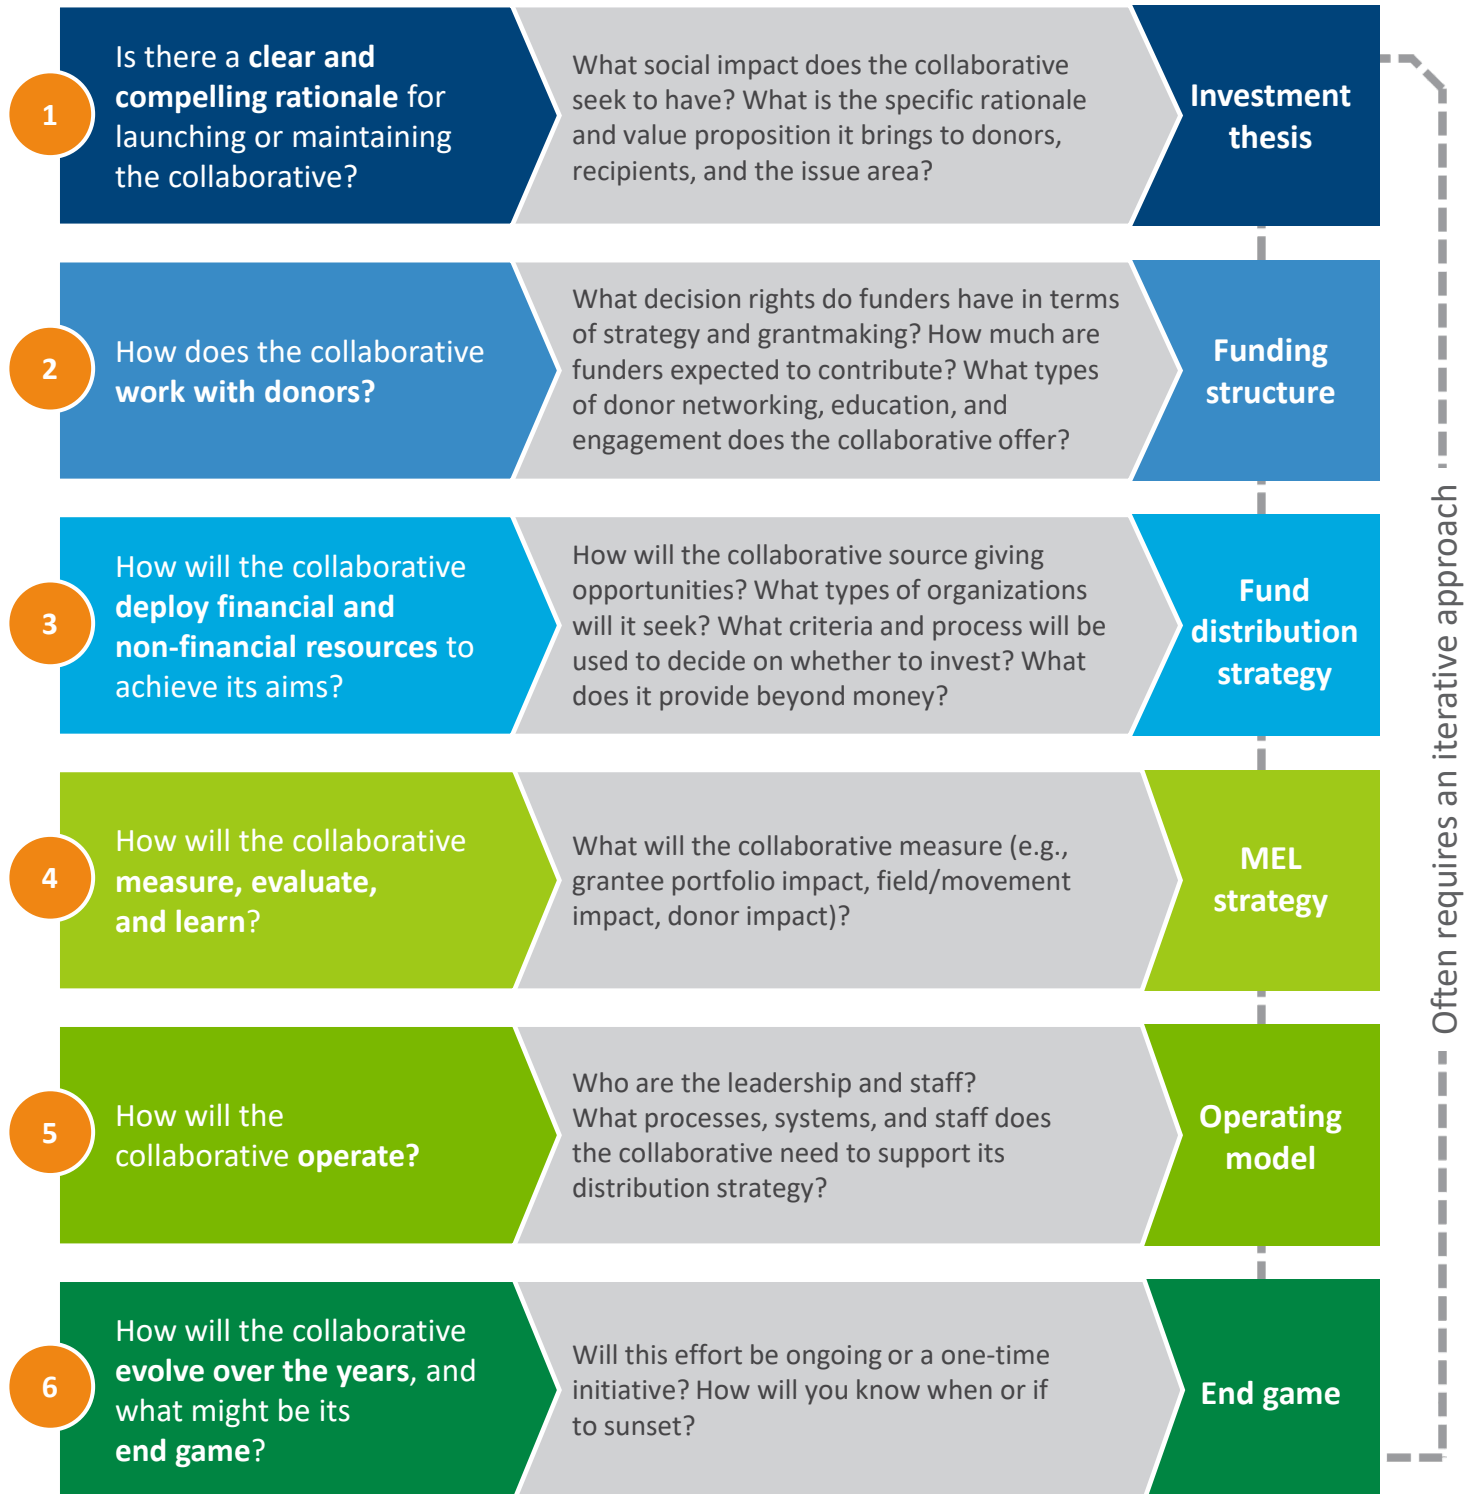 1
Is there a clear and
compelling rationale for
launching or maintaining
the collaborative?
What social impact does the collaborative
seek to have? What is the specific rationale
and value proposition it brings to donors,
recipients, and the issue area?
Investment
thesis
2
How does the collaborative
work with donors?
What decision rights do funders have in terms
of strategy and grantmaking? How much are
funders expected to contribute? What types
of donor networking, education, and
engagement does the collaborative offer?
Funding
structure
3
How will the collaborative
deploy financial and
non-financial resources to
achieve its aims?
How will the collaborative source giving
opportunities? What types of organizations
will it seek? What criteria and process will be
used to decide on whether to invest? What
does it provide beyond money?
Fund
distribution
strategy
4
How will the collaborative
measure, evaluate,
and learn?
What will the collaborative measure (e.g.,
grantee portfolio impact, field/movement
impact, donor impact)?
MEL
strategy
5
How will the
collaborative operate?
Who are the leadership and staff?
What processes, systems, and staff does
the collaborative need to support its
distribution strategy?
Operating
model
6
How will the collaborative
evolve over the years, and
what might be its
end game?
Will this effort be ongoing or a one-time
initiative? How will you know when or if
to sunset?
End game
Often requires an iterative approach